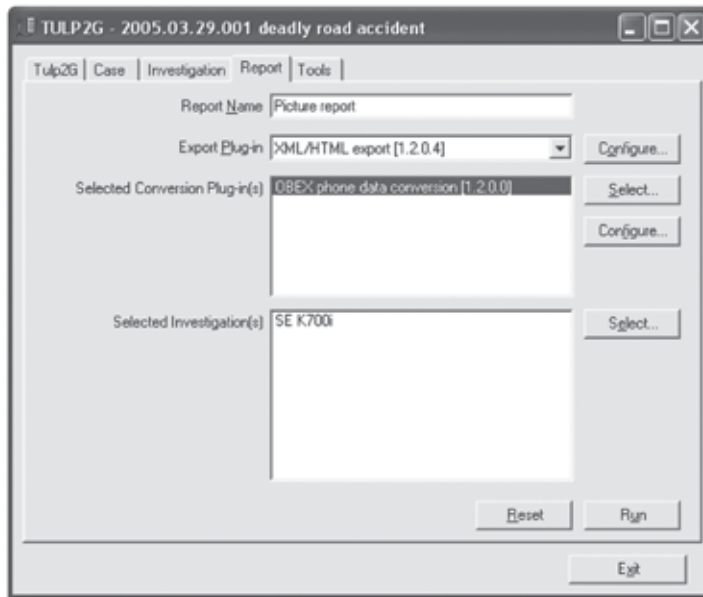 TULP2G - 2005.03.29.001 deadly road accident
Tulp2G Case Investigation Report Tools
Report Name Picture report
Export Plug-in XML/HTML export [1.2.0.4] Configure...
Selected Conversion Plug-in(s) OBEX phone data conversion [1.2.0.0] Select...
Configure...
Selected Investigation(s) SE K700i Select...
Reset Run
Exit